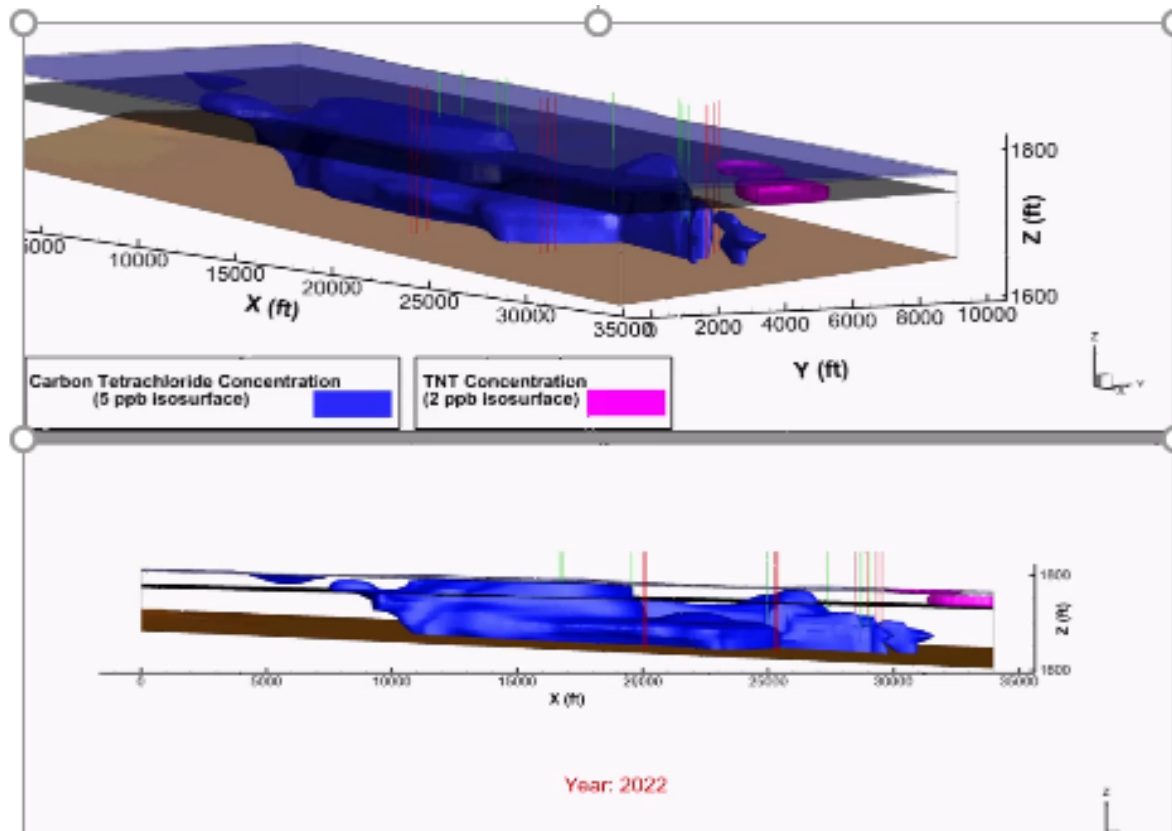 1800
Z (ft)
1600
5000
10000
15000
20000
25000
30000
35000
0
2000
4000
6000
8000
10000
X (ft)
Y (ft)
Z
X
Y
Carbon Tetrachloride Concentration
(5 ppb isosurface)
TNT Concentration
(2 ppb isosurface)
1800
Z (ft)
1600
0
5000
10000
15000
20000
25000
30000
35000
X (ft)
Year: 2022
Z